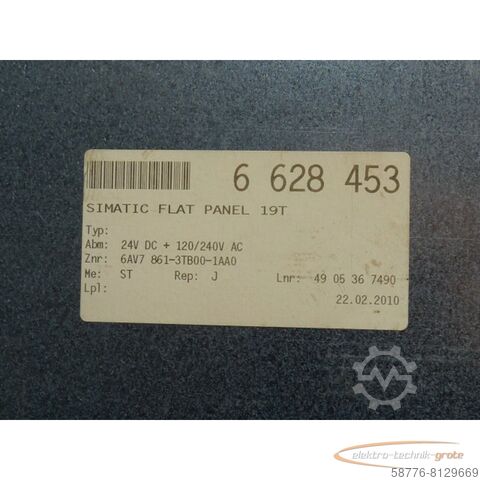 6 628 453
SIMATIC FLAT PANEL 19T
Typ:
Abm: 24V DC + 120/240V AC
Znr: 6AV7 861-3TB00-1AA0
Me: ST Rep: J Lnr: 49 05 36 7490
Lpl:
22.02.2010
elektro-technik-grote
58776-8129669